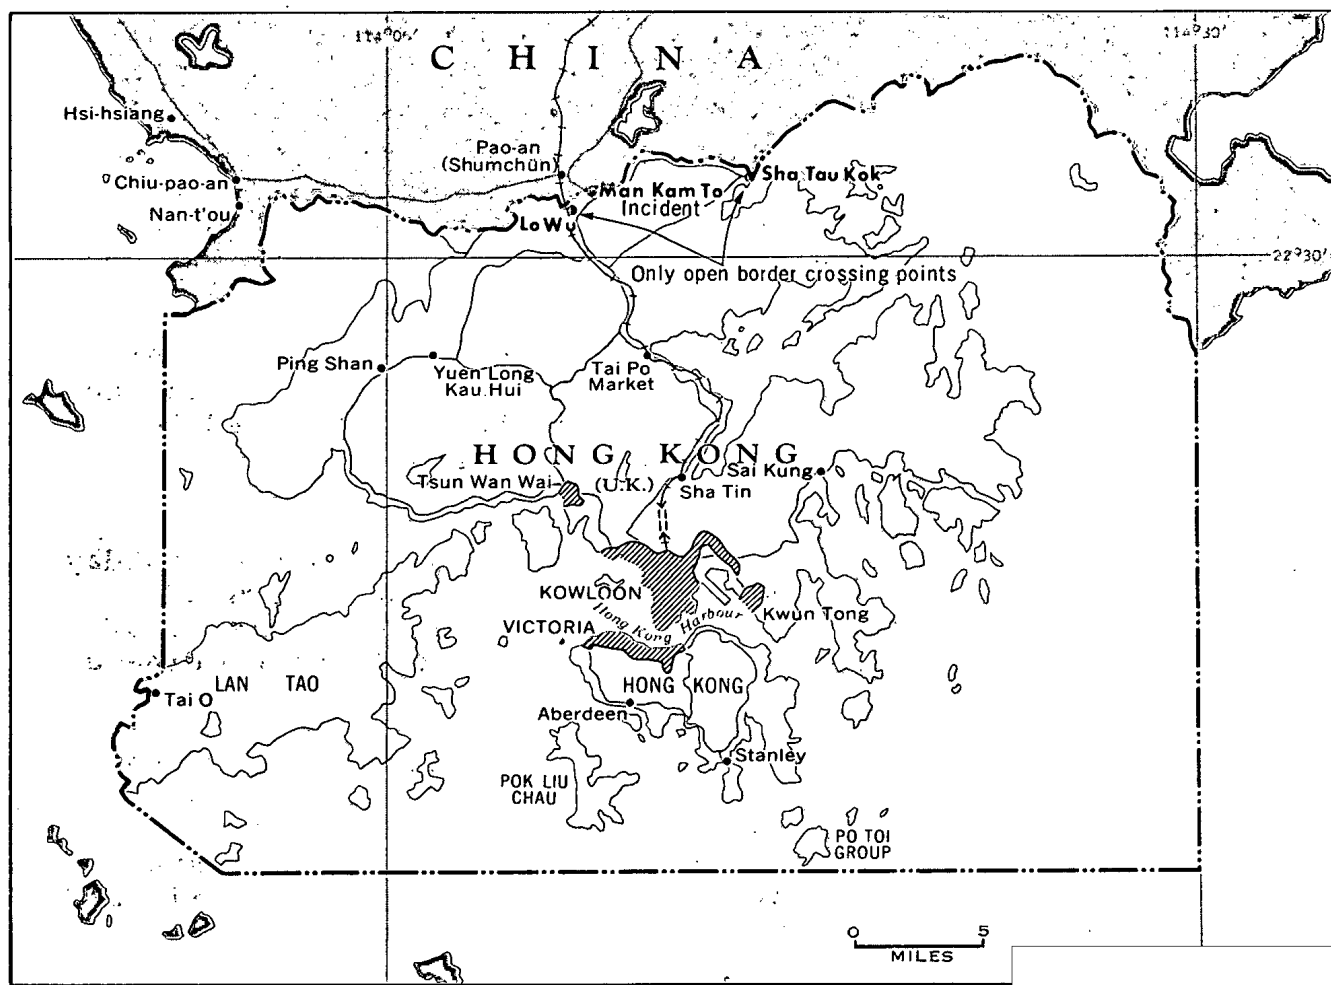 114°00'
114°30'
CHINA
Hsi-hsiang
Pao-an
(Shumchün)
Chiu-pao-an
Nan-t'ou
Man Kam To
Incident
Sha Tau Kok
Lo Wu
22°30'
Only open border crossing points
Ping Shan
Yuen Long
Kau Hui
Tai Po
Market
HONG KONG
(U.K.)
Tsun Wan Wai
Sai Kung
Sha Tin
KOWLOON
Hong Kong Harbour
Kwun Tong
VICTORIA
LAN TAO
Tai O
HONG KONG
Aberdeen
Stanley
POK LIU
CHAU
PO TOI
GROUP
0 5
MILES